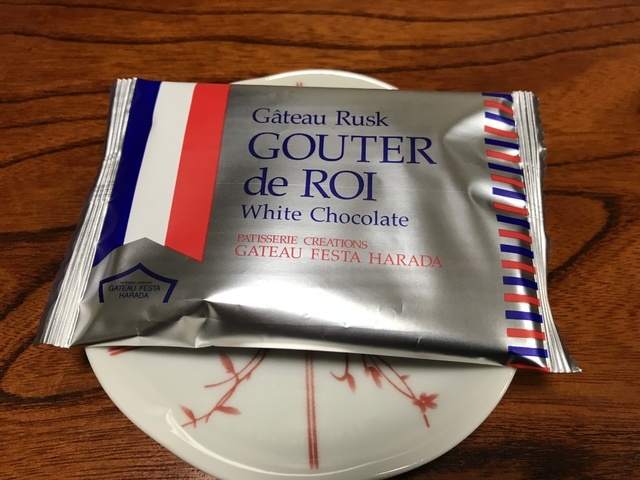 Gâteau Rusk
GOUTER
de ROI
White Chocolate
PATISSERIE CREATIONS
GATEAU FESTA HARADA
GATEAU FESTA
HARADA